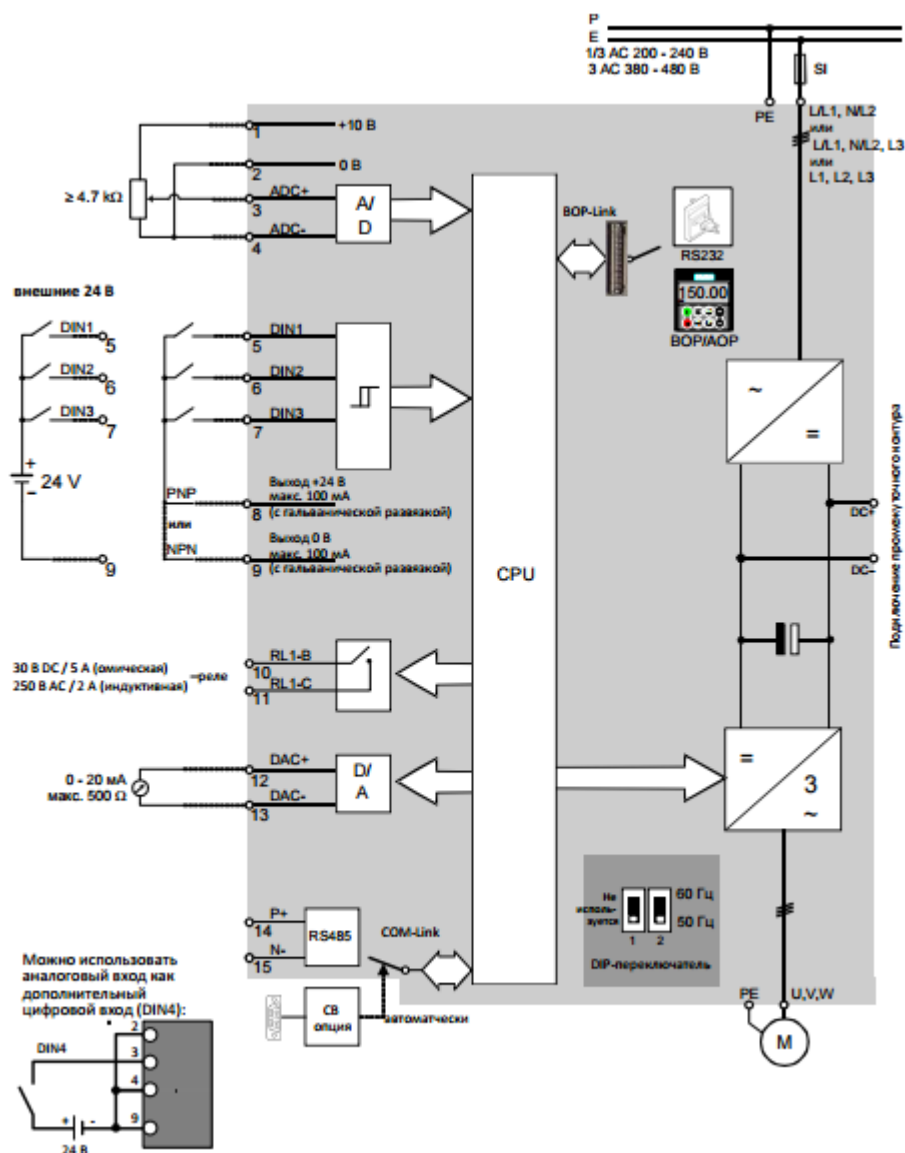 P
E
1/3 AC 200 - 240 В
3 AC 380 - 480 В
SI
PE
L/L1, N/L2
или
L/L1, N/L2, L3
или
L1, L2, L3
1
+10 В
2
0 В
≥ 4.7 kΩ
3
ADC+
4
ADC-
A/
D
BOP-Link
RS232
150.00
BOP/AOP
внешние 24 В
DIN1
5
DIN2
6
DIN3
7
+
24 V
−
9
DIN1
5
DIN2
6
DIN3
7
PNP
или
NPN
8
Выход +24 В
макс. 100 мА
(с гальванической развязкой)
9
Выход 0 В
макс. 100 мА
(с гальванической развязкой)
CPU
~
=
DC+
DC−
Подключение промежуточного контура
30 В DC / 5 А (омическая)
250 В AC / 2 А (индуктивная)
реле
RL1-B
10
RL1-C
11
0 - 20 мА
макс. 500 Ω
DAC+
12
DAC-
13
D/
A
=
3
~
P+
14
N-
15
RS485
COM-Link
СВ
опция
автоматчески
Не
исполь-
зуется
60 Гц
50 Гц
1 2
DIP-переключатель
PE
U,V,W
M
Можно использовать
аналоговый вход как
дополнительный
цифровой вход (DIN4):
DIN4
2
3
4
9
+ -
24 В